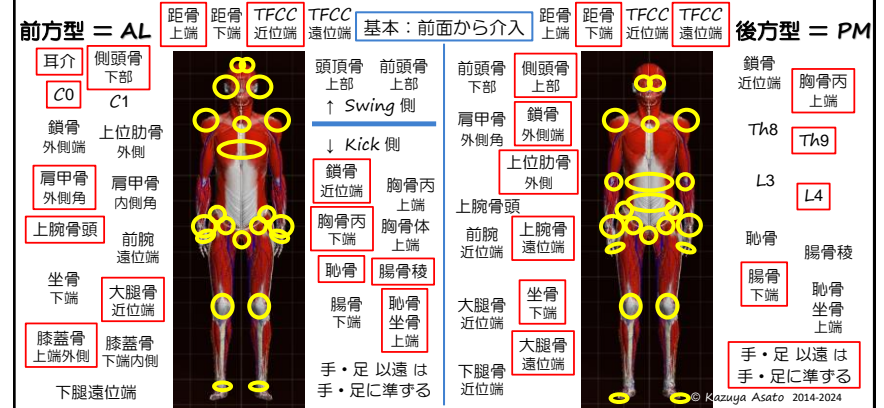 前方型 = AL
距骨
上端
距骨
下端
TFCC
近位端
TFCC
遠位端
基本：前面から介入
距骨
上端
距骨
下端
TFCC
近位端
TFCC
遠位端
後方型 = PM
耳介
側頭骨
下部
C0
C1
鎖骨
外側端
上位肋骨
外側
肩甲骨
外側角
肩甲骨
内側角
上腕骨頭
前腕
遠位端
坐骨
下端
大腿骨
近位端
膝蓋骨
上端外側
膝蓋骨
下端内側
下腿遠位端
頭頂骨
上部
前頭骨
上部
↑ Swing 側
↓ Kick 側
鎖骨
近位端
胸骨丙
上端
胸骨丙
下端
胸骨体
上端
恥骨
腸骨稜
腸骨
下端
恥骨
坐骨
上端
手・足 以遠 は
手・足に準ずる
前頭骨
下部
側頭骨
上部
肩甲骨
外側角
鎖骨
外側端
上位肋骨
外側
上腕骨頭
前腕
近位端
上腕骨
遠位端
大腿骨
近位端
坐骨
下端
大腿骨
遠位端
下腿骨
近位端
鎖骨
近位端
胸骨丙
上端
Th8
Th9
L3
L4
恥骨
腸骨稜
腸骨
下端
恥骨
坐骨
上端
手・足 以遠 は
手・足に準ずる
© Kazuya Asato 2014-2024